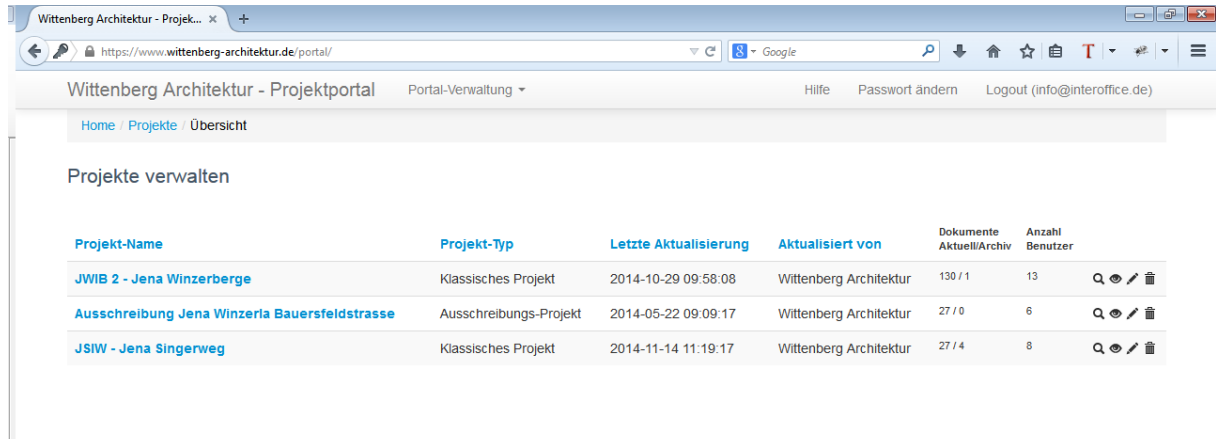 Wittenberg Architektur - Projek... × +
https://www.wittenberg-architektur.de/portal/ 8 Google T
Wittenberg Architektur - Projektportal Portal-Verwaltung Hilfe Passwort ändern Logout (info@interoffice.de)
Home / Projekte / Übersicht
Projekte verwalten
Projekt-Name Projekt-Typ Letzte Aktualisierung Aktualisiert von Dokumente Aktuell/Archiv Anzahl Benutzer
JWIB 2 - Jena Winzerberge Klassisches Projekt 2014-10-29 09:58:08 Wittenberg Architektur 130 / 1 13
Ausschreibung Jena Winzerla Bauersfeldstrasse Ausschreibungs-Projekt 2014-05-22 09:09:17 Wittenberg Architektur 27 / 0 6
JSIW - Jena Singerweg Klassisches Projekt 2014-11-14 11:19:17 Wittenberg Architektur 27 / 4 8